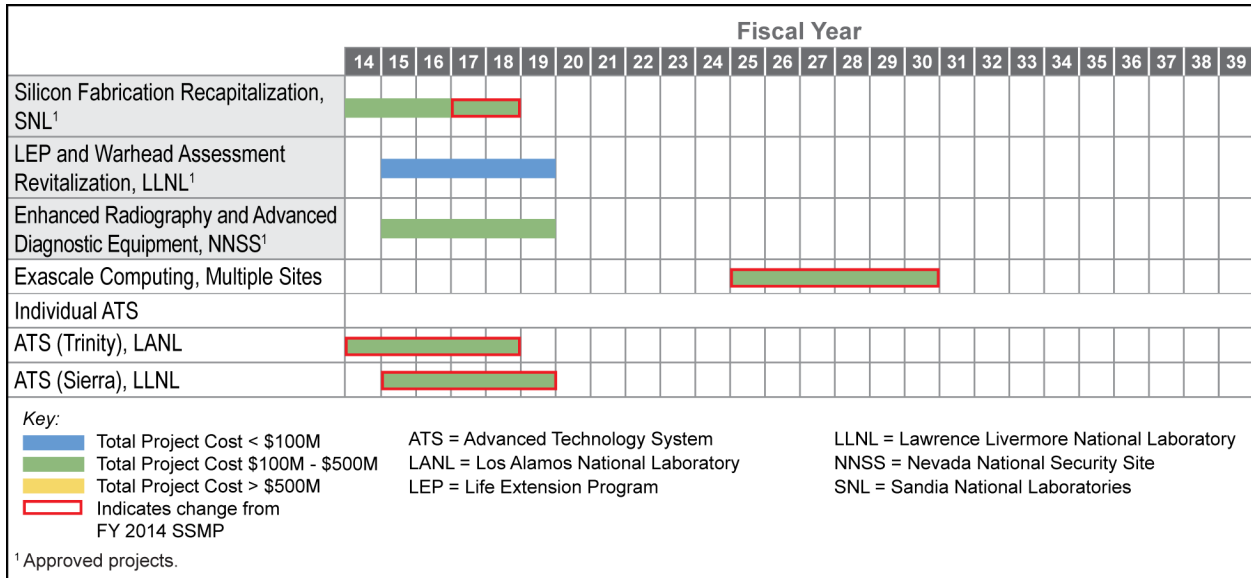 Fiscal Year
14 15 16 17 18 19 20 21 22 23 24 25 26 27 28 29 30 31 32 33 34 35 36 37 38 39
Silicon Fabrication Recapitalization,
SNL¹
LEP and Warhead Assessment
Revitalization, LLNL¹
Enhanced Radiography and Advanced
Diagnostic Equipment, NNSS¹
Exascale Computing, Multiple Sites
Individual ATS
ATS (Trinity), LANL
ATS (Sierra), LLNL
Key:
Total Project Cost < $100M
Total Project Cost $100M - $500M
Total Project Cost > $500M
Indicates change from
FY 2014 SSMP
ATS = Advanced Technology System
LANL = Los Alamos National Laboratory
LEP = Life Extension Program
LLNL = Lawrence Livermore National Laboratory
NNSS = Nevada National Security Site
SNL = Sandia National Laboratories
¹ Approved projects.